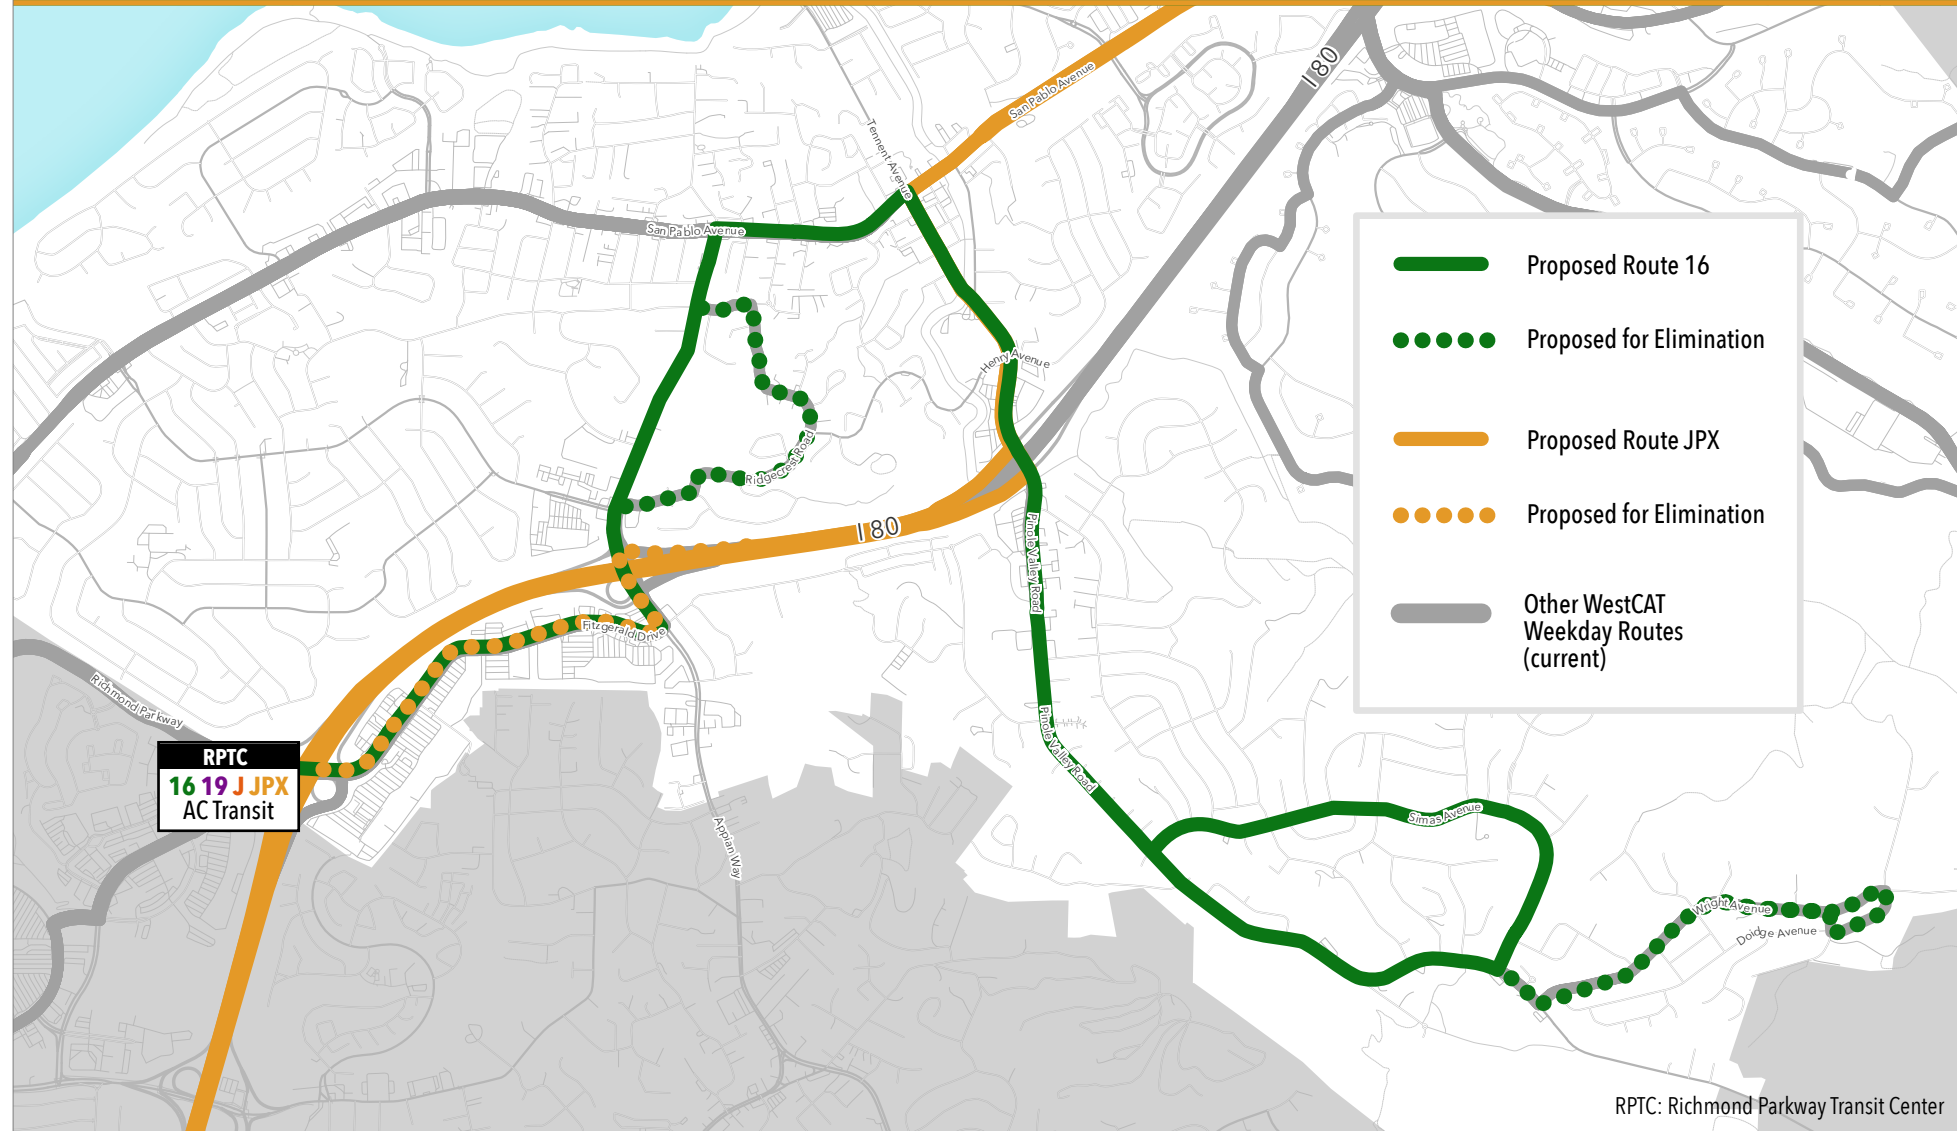 San Pablo Avenue
I 80
Tennent Avenue
San Pablo Avenue
Henry Avenue
Ridgecrest Road
I 80
Pinole Valley Road
Fitzgerald Drive
Richmond Parkway
Pinole Valley Road
RPTC
16 19 J JPX
AC Transit
Appian Way
Simas Avenue
Wright Avenue
Doidge Avenue
Proposed Route 16
Proposed for Elimination
Proposed Route JPX
Proposed for Elimination
Other WestCAT
Weekday Routes
(current)
RPTC: Richmond Parkway Transit Center